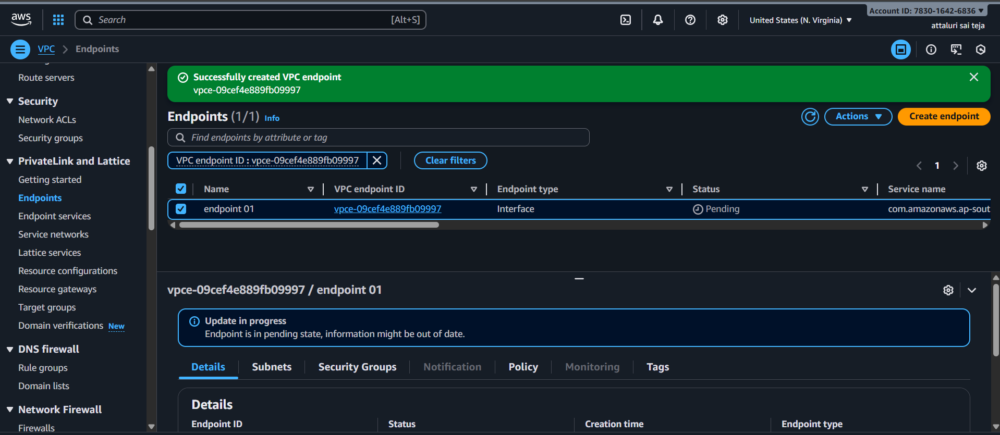 aws
Search [Alt+S]
United States (N. Virginia)
Account ID: 7830-1642-6836
attaluri sai teja
VPC
Endpoints
Route servers
Security
Network ACLs
Security groups
PrivateLink and Lattice
Getting started
Endpoints
Endpoint services
Service networks
Lattice services
Resource configurations
Resource gateways
Target groups
Domain verifications New
DNS firewall
Rule groups
Domain lists
Network Firewall
Firewalls
Successfully created VPC endpoint
vpce-09cef4e889fb09997
Endpoints (1/1) Info
Actions
Create endpoint
Find endpoints by attribute or tag
VPC endpoint ID : vpce-09cef4e889fb09997
Clear filters
1
Name VPC endpoint ID Endpoint type Status Service name
endpoint 01 vpce-09cef4e889fb09997 Interface Pending com.amazonaws.ap-sout
vpce-09cef4e889fb09997 / endpoint 01
Update in progress
Endpoint is in pending state, information might be out of date.
Details Subnets Security Groups Notification Policy Monitoring Tags
Details
Endpoint ID Status Creation time Endpoint type